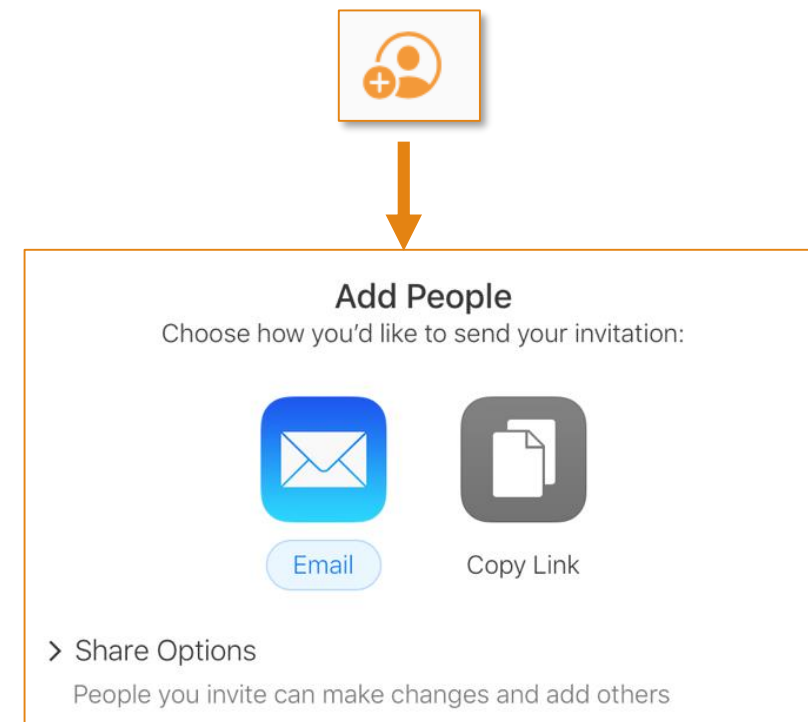 Add People
Choose how you’d like to send your invitation:
Email
Copy Link
Share Options
People you invite can make changes and add others